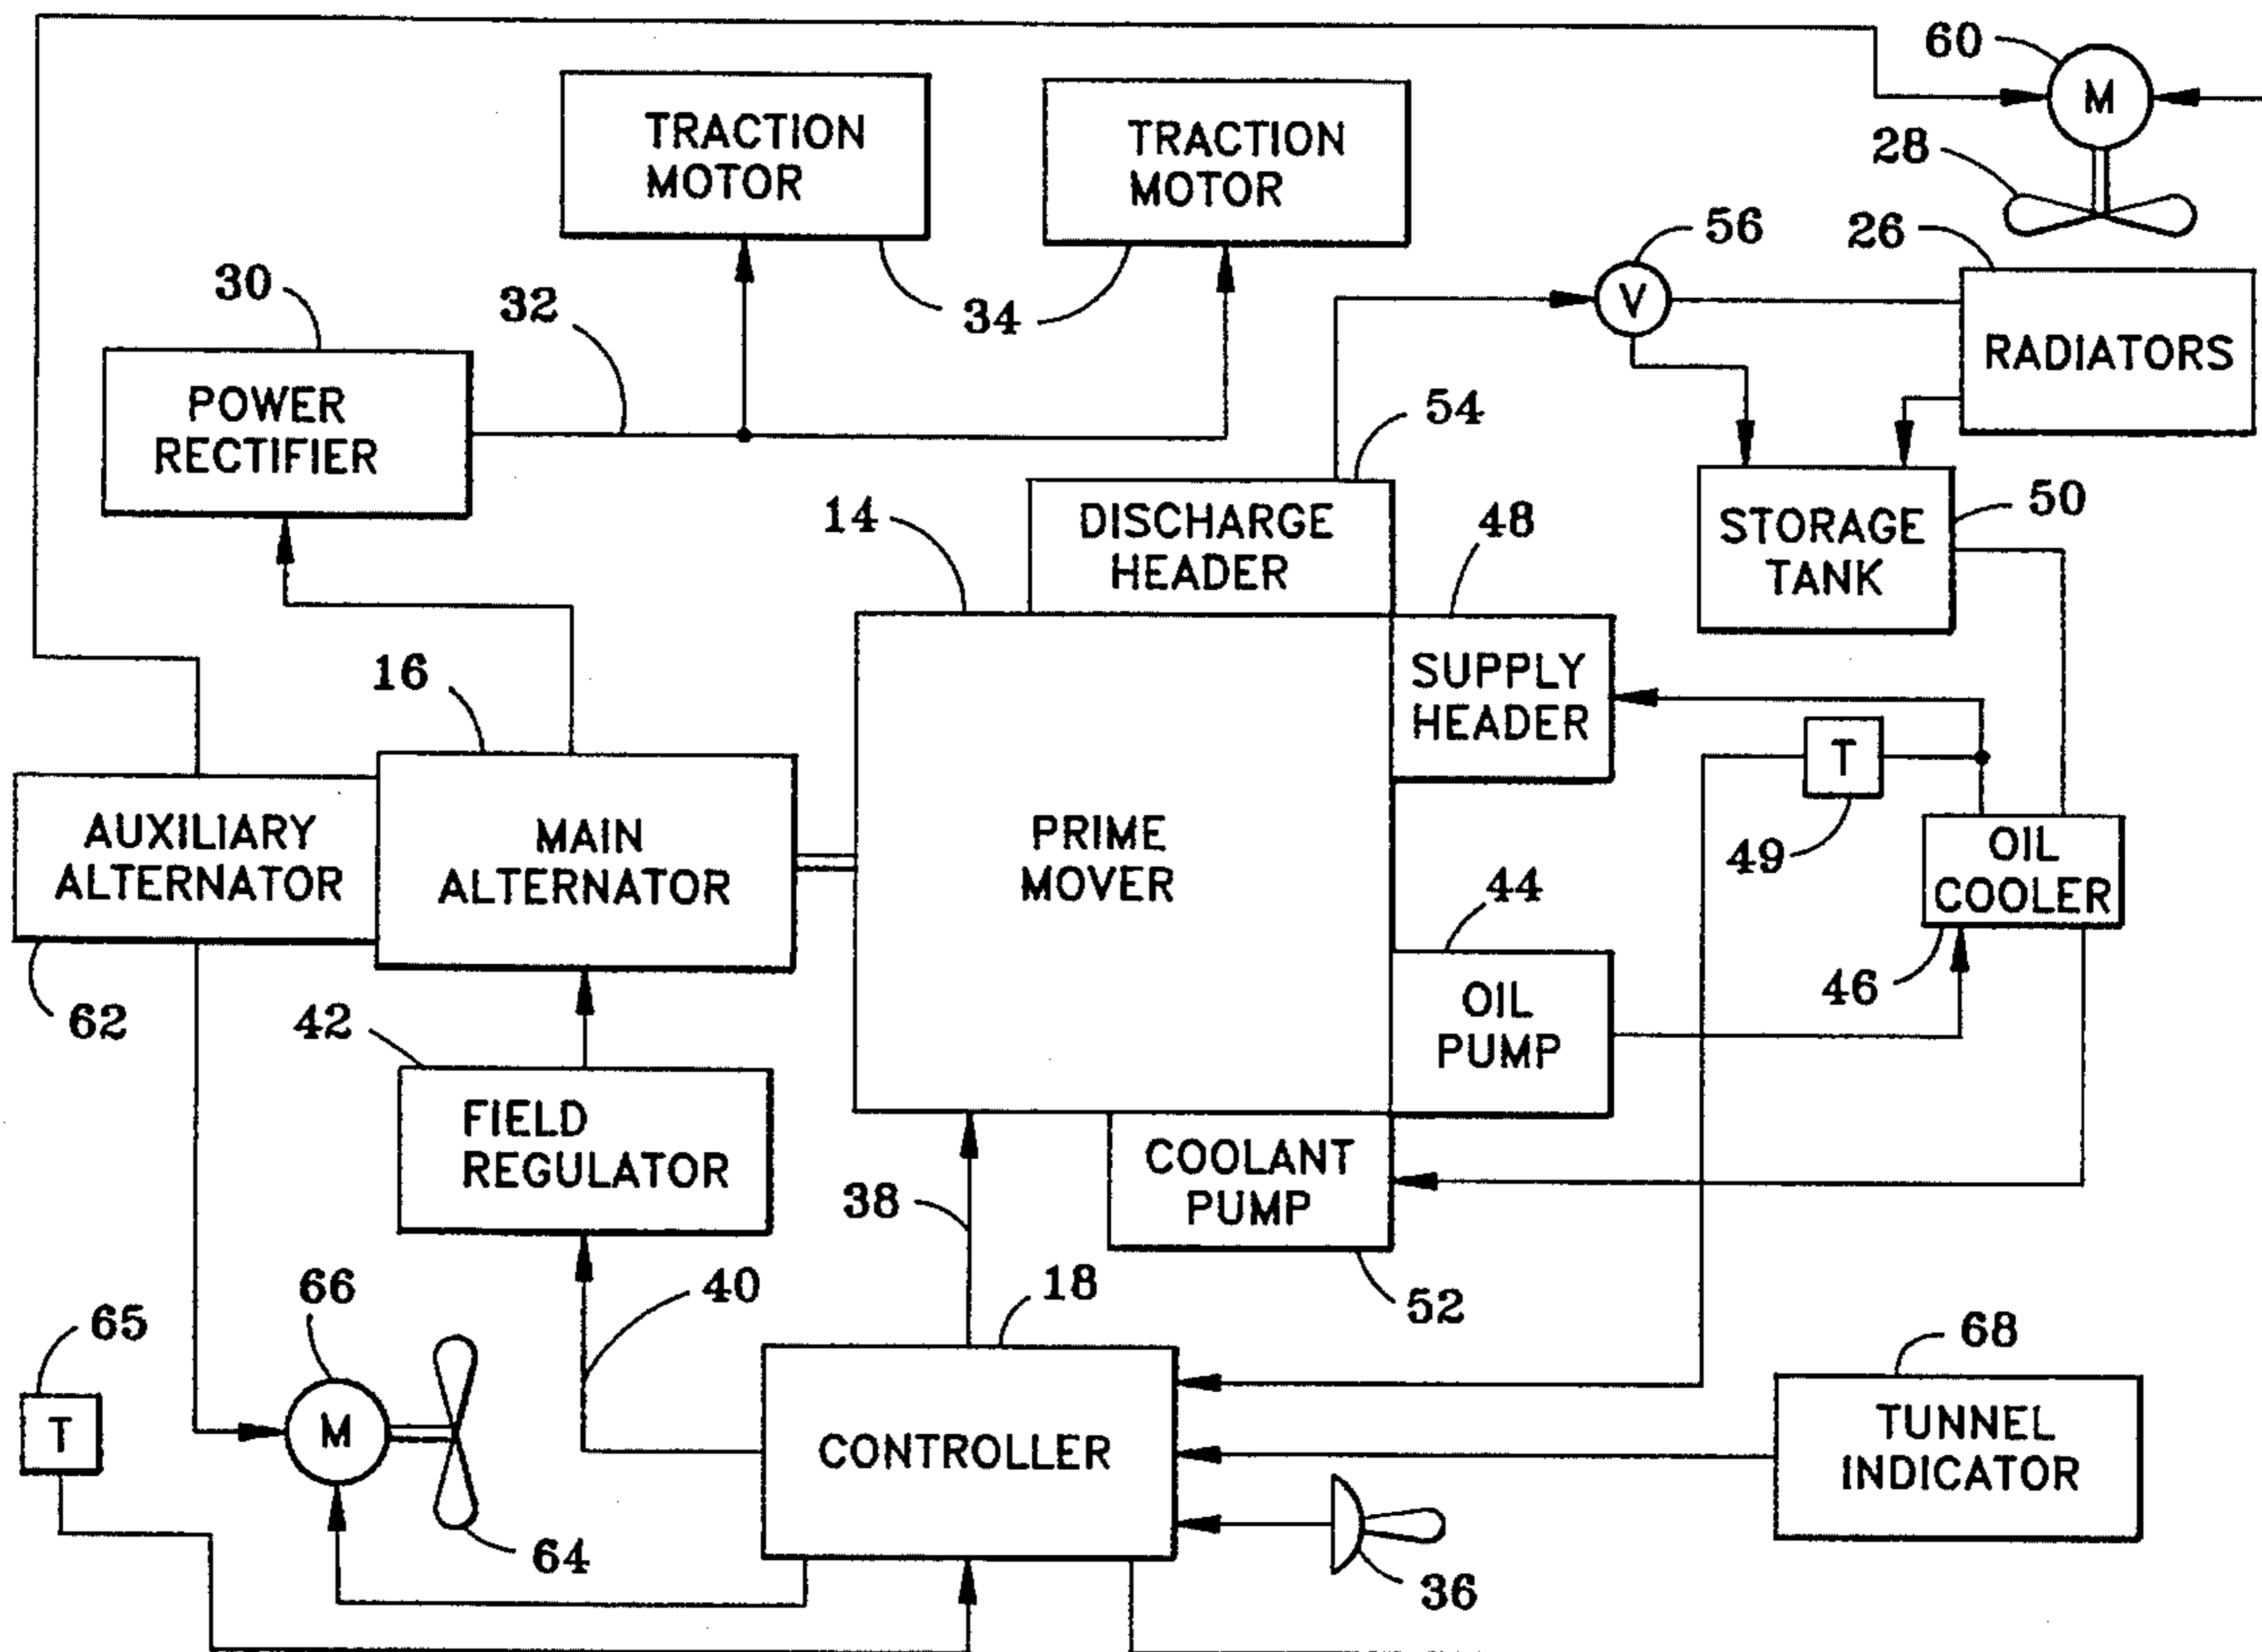 60
M
28
TRACTION
MOTOR
TRACTION
MOTOR
56
26
30
32
34
V
RADIATORS
POWER
RECTIFIER
54
14
DISCHARGE
HEADER
48
50
STORAGE
TANK
16
SUPPLY
HEADER
T
49
AUXILIARY
ALTERNATOR
MAIN
ALTERNATOR
PRIME
MOVER
OIL
COOLER
44
46
62
42
OIL
PUMP
FIELD
REGULATOR
COOLANT
PUMP
38
40
18
52
65
66
68
T
M
CONTROLLER
TUNNEL
INDICATOR
64
36